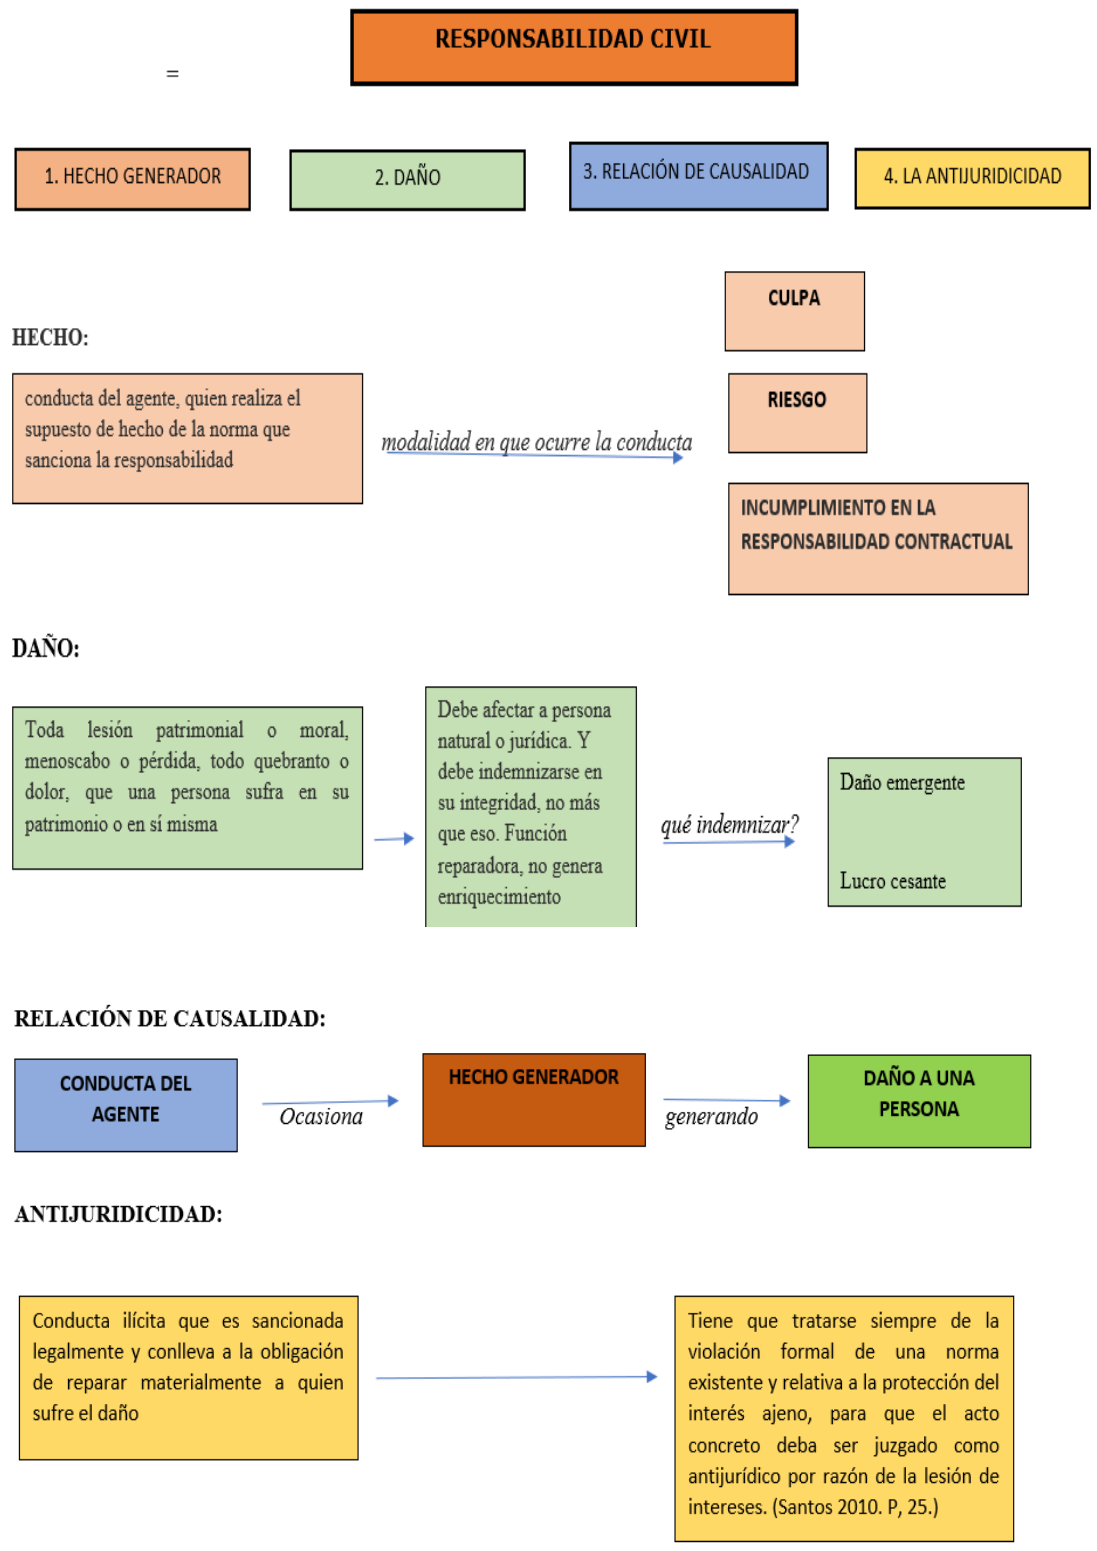 RESPONSABILIDAD CIVIL
=
1. HECHO GENERADOR
2. DAÑO
3. RELACIÓN DE CAUSALIDAD
4. LA ANTIJURIDICIDAD
HECHO:
conducta del agente, quien realiza el
supuesto de hecho de la norma que
sanciona la responsabilidad
modalidad en que ocurre la conducta
CULPA
RIESGO
INCUMPLIMIENTO EN LA
RESPONSABILIDAD CONTRACTUAL
DAÑO:
Toda lesión patrimonial o moral,
menoscabo o pérdida, todo quebranto o
dolor, que una persona sufra en su
patrimonio o en sí misma
Debe afectar a persona
natural o jurídica. Y
debe indemnizarse en
su integridad, no más
que eso. Función
reparadora, no genera
enriquecimiento
qué indemnizar?
Daño emergente
Lucro cesante
RELACIÓN DE CAUSALIDAD:
CONDUCTA DEL
AGENTE
Ocasiona
HECHO GENERADOR
generando
DAÑO A UNA
PERSONA
ANTIJURIDICIDAD:
Conducta ilícita que es sancionada
legalmente y conlleva a la obligación
de reparar materialmente a quien
sufre el daño
Tiene que tratarse siempre de la
violación formal de una norma
existente y relativa a la protección del
interés ajeno, para que el acto
concreto deba ser juzgado como
antijurídico por razón de la lesión de
intereses. (Santos 2010. P, 25.)